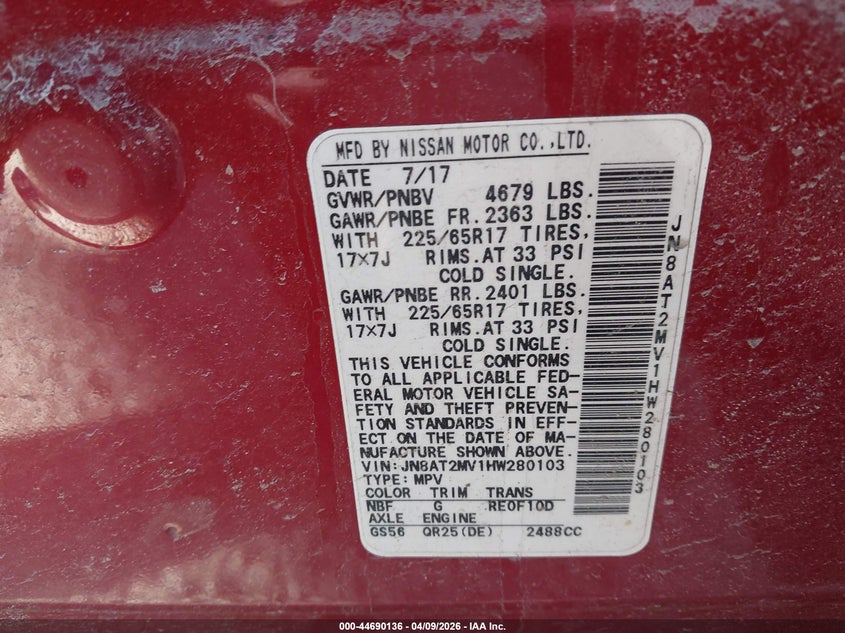 MFD BY NISSAN MOTOR CO.,LTD.
DATE 7/17
GVWR/PNBV 4679 LBS.
GAWR/PNBE FR.2363 LBS.
WITH 225/65R17 TIRES,
17×7J RIMS.AT 33 PSI
COLD SINGLE.
GAWR/PNBE RR.2401 LBS.
WITH 225/65R17 TIRES,
17×7J RIMS.AT 33 PSI
COLD SINGLE.
THIS VEHICLE CONFORMS
TO ALL APPLICABLE FED-
ERAL MOTOR VEHICLE SA-
FETY AND THEFT PREVEN-
TION STANDARDS IN EFF-
ECT ON THE DATE OF MA-
NUFACTURE SHOWN ABOVE.
VIN:JN8AT2MV1HW280103
TYPE:MPV
COLOR TRIM TRANS
NBF G RE0F10D
AXLE ENGINE
GS56 QR25(DE) 2488CC
JN8AT2MV1HW280103
000-44690136 - 04/09/2026 - IAA Inc.